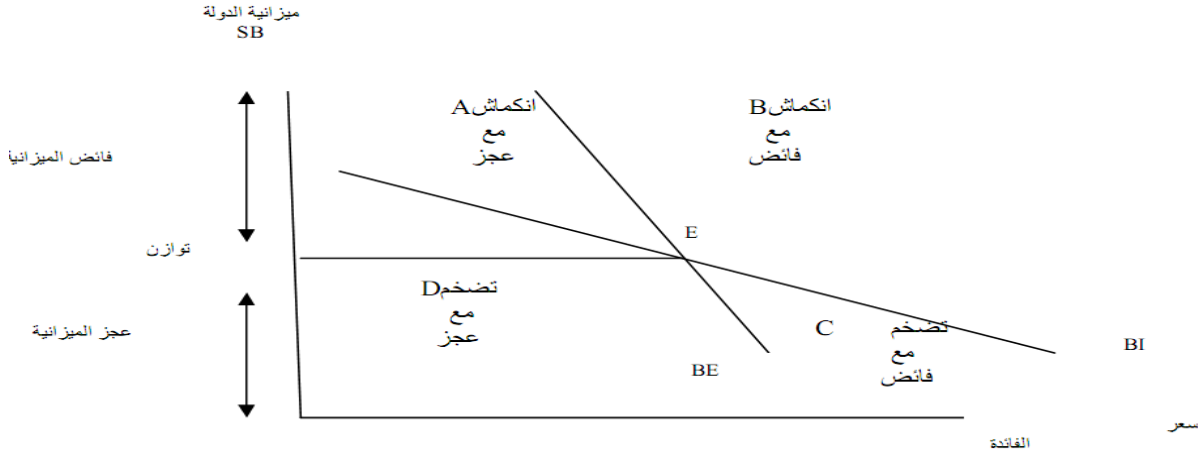 ميزانية الدولة
SB
انكماشA
مع
عجز
انكماشB
مع
فائض
فائض الميزانية
E
توازن
تضخمD
مع
عجز
C
تضخم
مع
فائض
عجز الميزانية
BI
BE
سعر
الفائدة